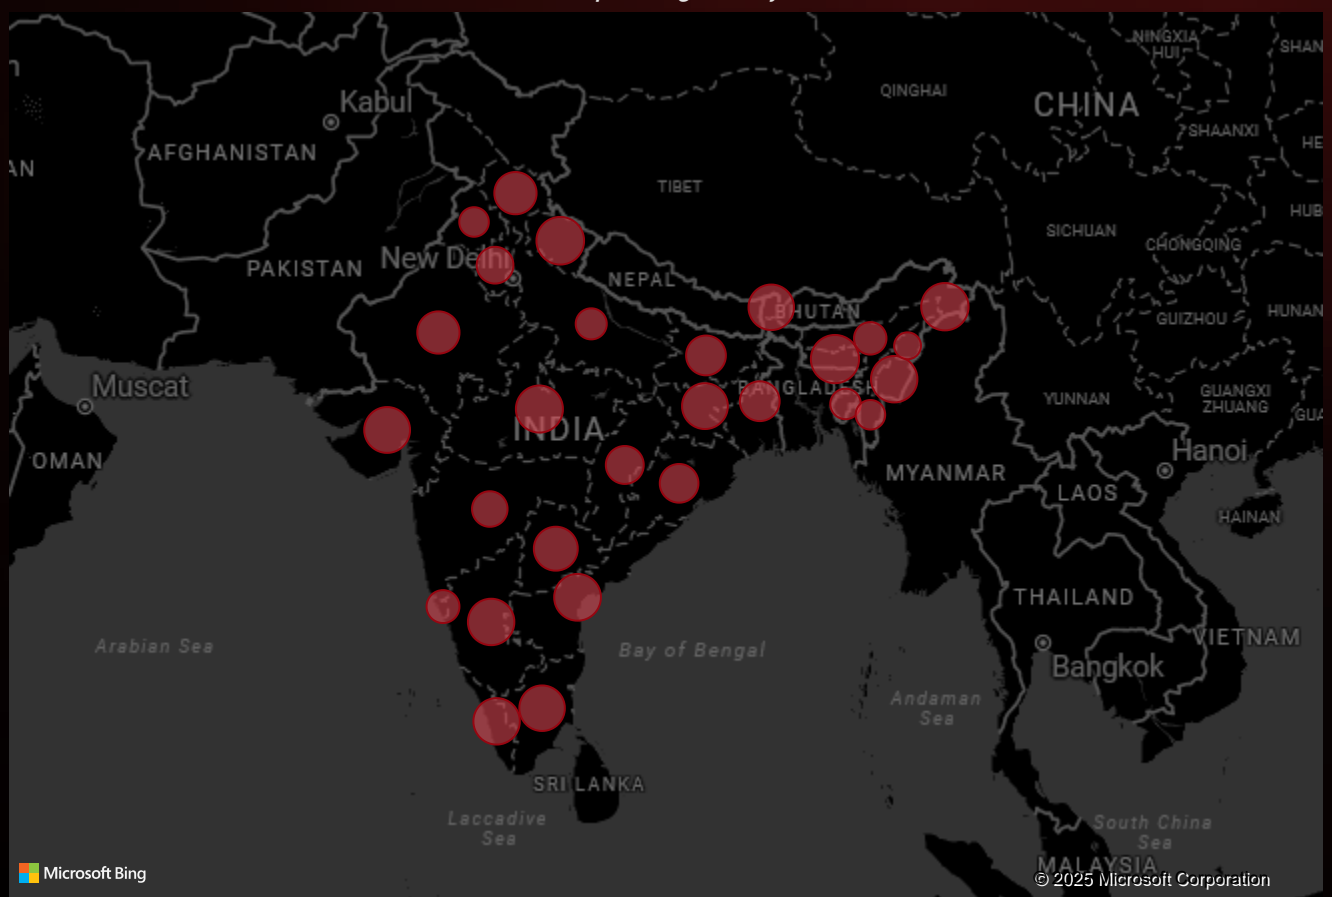 NINGXIA
HUI
SHAN
Kabul
QINGHAI
CHINA
SHAANXI
HE
AFGHANISTAN
AN
TIBET
HUB
SICHUAN
CHONGQING
New Delhi
PAKISTAN
NEPAL
BHUTAN
HUNAN
GUIZHOU
Muscat
BANGLADESH
YUNNAN
GUANGXI
ZHUANG
GUA
INDIA
OMAN
Hanoi
MYANMAR
LAOS
HAINAN
THAILAND
VIETNAM
Arabian Sea
Bay of Bengal
Bangkok
Andaman
Sea
SRI LANKA
Laccadive
Sea
South China
Sea
MALAYSIA
Microsoft Bing
© 2025 Microsoft Corporation